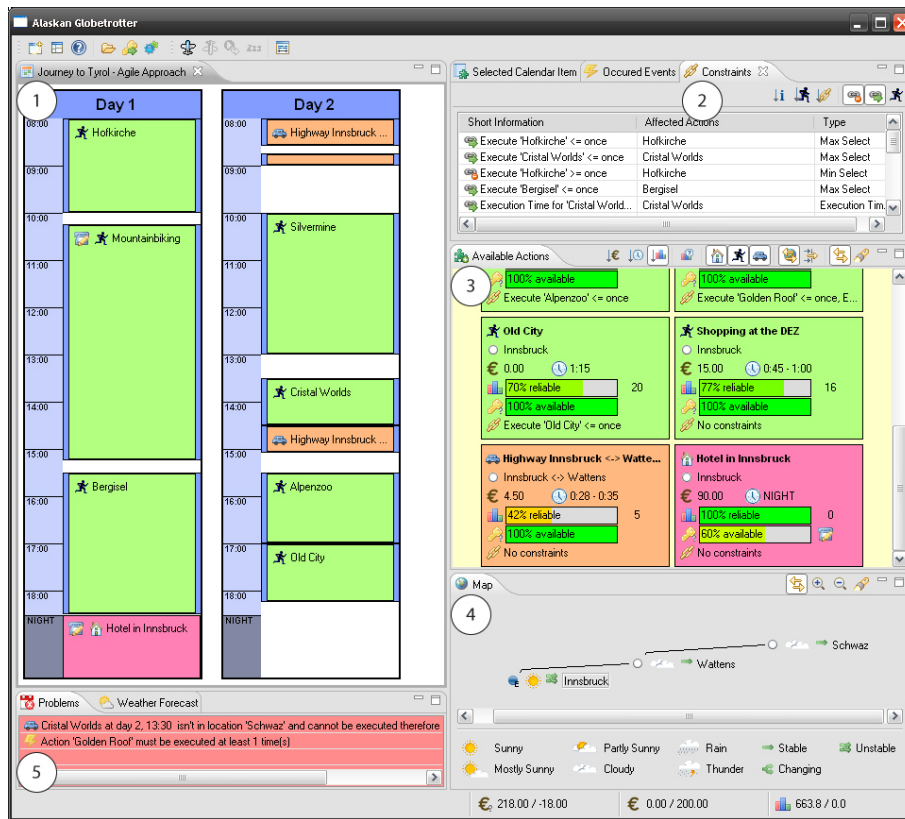 Alaskan Globetrotter
Journey to Tyrol - Agile Approach
1
Day 1
Day 2
08:00
09:00
10:00
11:00
12:00
13:00
14:00
15:00
16:00
17:00
18:00
NIGHT
Hofkirche
Mountainbiking
Bergisel
Hotel in Innsbruck
08:00
09:00
10:00
11:00
12:00
13:00
14:00
15:00
16:00
17:00
18:00
NIGHT
Highway Innsbruck ...
Silvermine
Cristal Worlds
Highway Innsbruck ...
Alpenzoo
Old City
Selected Calendar Item
Occured Events
Constraints
2
Short Information Affected Actions Type
Execute 'Hofkirche' <= once Hofkirche Max Select
Execute 'Cristal Worlds' <= once Cristal Worlds Max Select
Execute 'Hofkirche' >= once Hofkirche Min Select
Execute 'Bergisel' <= once Bergisel Max Select
Execution Time for 'Cristal World... Cristal Worlds Execution Tim
Available Actions
3
100% available
Execute 'Alpenzoo' <= once
100% available
Execute 'Golden Roof' <= once, E...
Old City
Innsbruck
€ 0.00 1:15
70% reliable 20
100% available
Execute 'Old City' <= once
Shopping at the DEZ
Innsbruck
€ 15.00 0:45 - 1:00
77% reliable 16
100% available
No constraints
Highway Innsbruck <-> Watte...
Innsbruck <-> Wattens
€ 4.50 0:28 - 0:35
42% reliable 5
100% available
No constraints
Hotel in Innsbruck
Innsbruck
€ 90.00 NIGHT
100% reliable 0
60% available
No constraints
Map
4
Schwaz
Wattens
Innsbruck
Sunny Partly Sunny Rain Stable Unstable
Mostly Sunny Cloudy Thunder Changing
Problems
Weather Forecast
Cristal Worlds at day 2, 13:30 isn't in location 'Schwaz' and cannot be executed therefore
Action 'Golden Roof' must be executed at least 1 time(s)
5
€ 218.00 / -18.00
€ 0.00 / 200.00
663.8 / 0.0